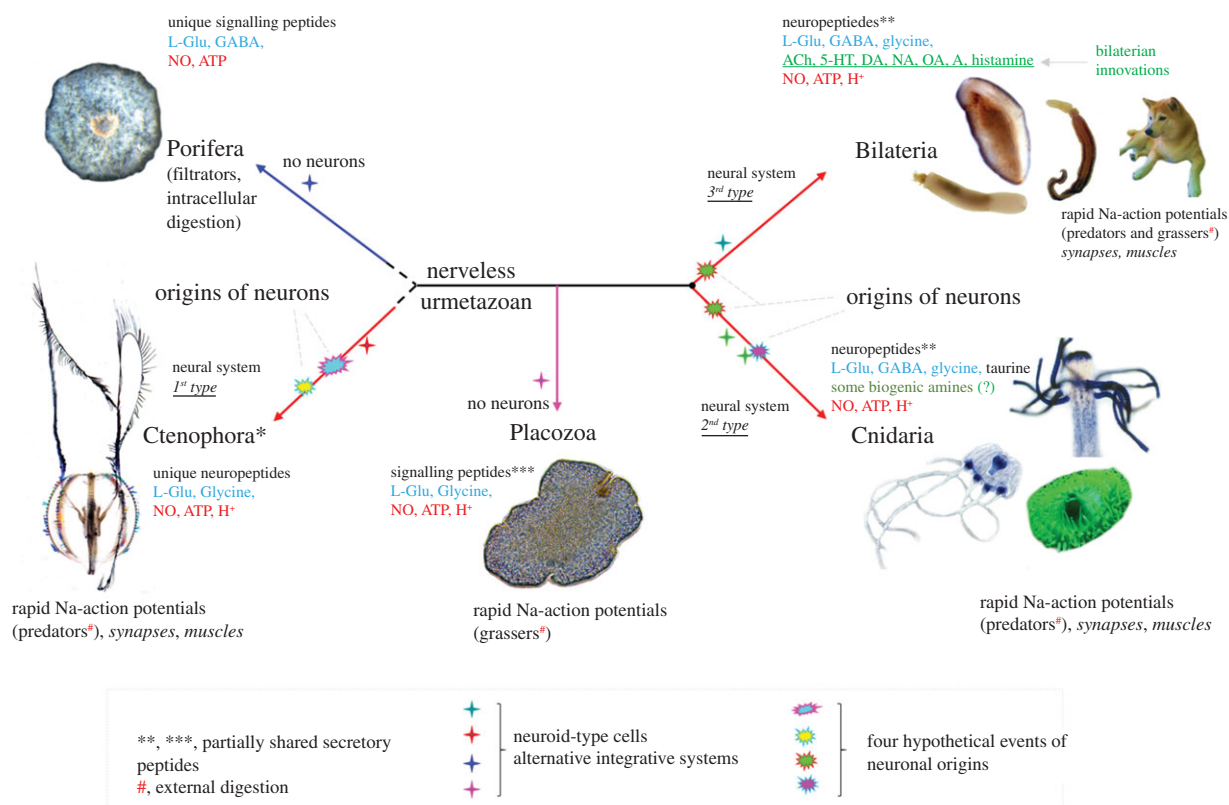 unique signalling peptides
L-Glu, GABA,
NO, ATP
Porifera
(filtrators,
intracellular
digestion)
no neurons
neuropeptiedes**
L-Glu, GABA, glycine,
ACh, 5-HT, DA, NA, OA, A, histamine
NO, ATP, H⁺
bilaterian
innovations
Bilateria
neural system
3rd type
rapid Na-action potentials
(predators and grassers#)
synapses, muscles
nerveless
urmetazoan
origins of neurons
origins of neurons
neural system
1st type
Ctenophora*
unique neuropeptides
L-Glu, Glycine,
NO, ATP, H⁺
rapid Na-action potentials
(predators#), synapses, muscles
no neurons
Placozoa
signalling peptides***
L-Glu, Glycine,
NO, ATP, H⁺
rapid Na-action potentials
(grassers#)
neuropeptides**
L-Glu, GABA, glycine, taurine
some biogenic amines (?)
NO, ATP, H⁺
neural system
2nd type
Cnidaria
rapid Na-action potentials
(predators#), synapses, muscles
**, ***, partially shared secretory
peptides
#, external digestion
neuroid-type cells
alternative integrative systems
four hypothetical events of
neuronal origins